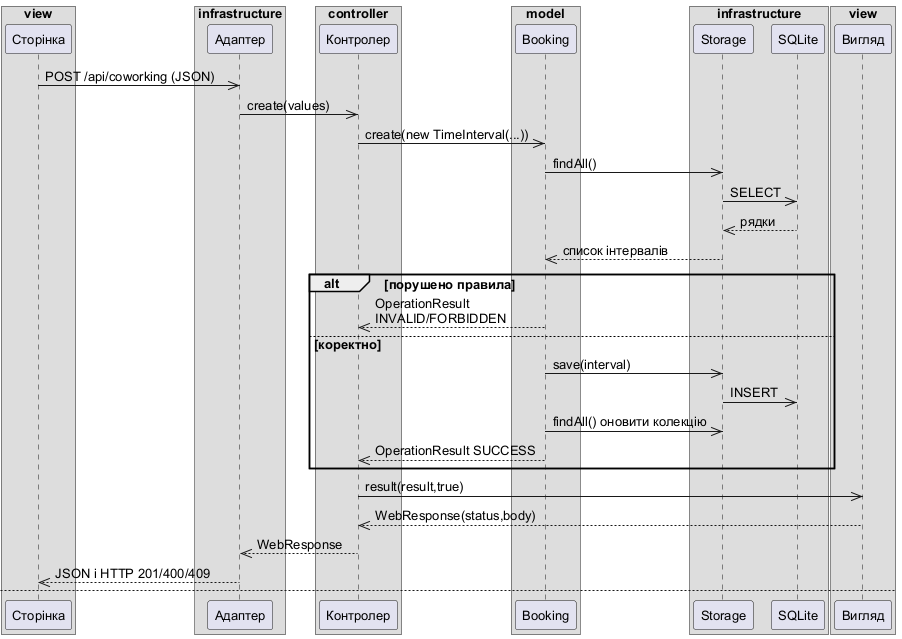 view infrastructure controller model infrastructure view
Сторінка Адаптер Контролер Booking Storage SQLite Вигляд
POST /api/coworking (JSON)
create(values)
create(new TimeInterval(...))
findAll()
SELECT
рядки
список інтервалів
alt [порушено правила]
OperationResult
INVALID/FORBIDDEN
[коректно]
save(interval)
INSERT
findAll() оновити колекцію
OperationResult SUCCESS
result(result,true)
WebResponse(status,body)
WebResponse
JSON і HTTP 201/400/409
Сторінка Адаптер Контролер Booking Storage SQLite Вигляд